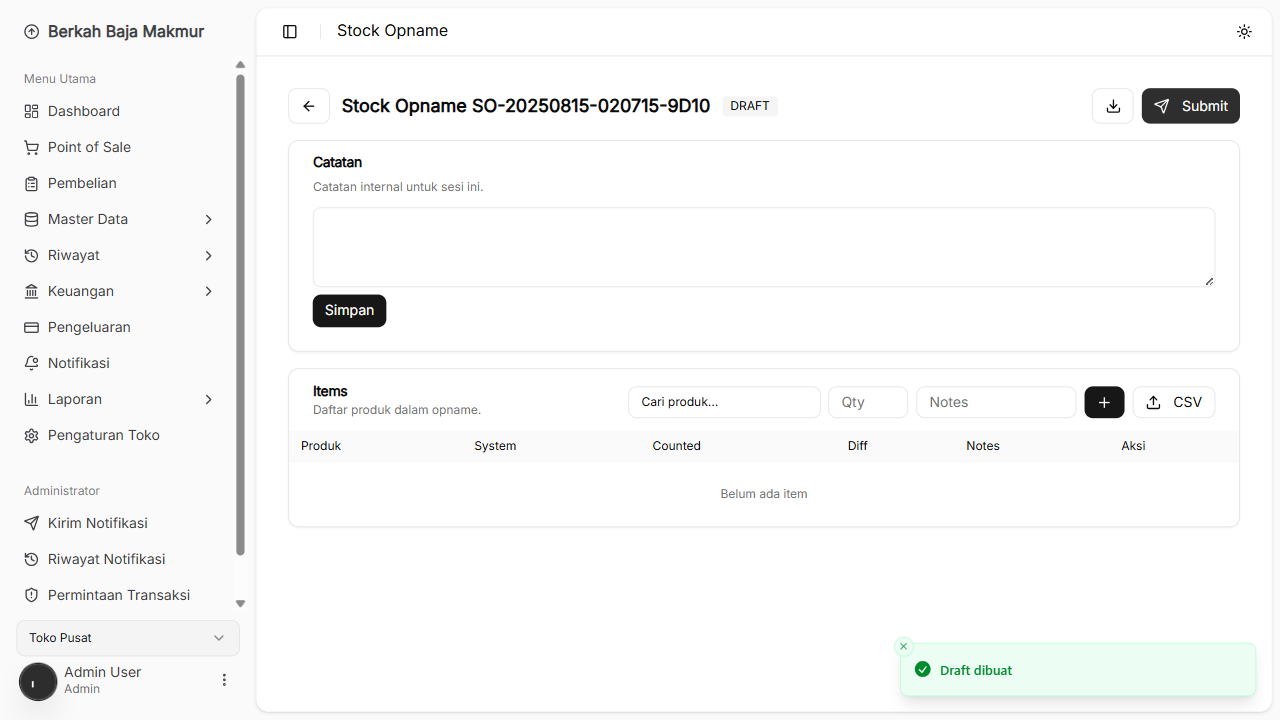 Berkah Baja Makmur
Menu Utama
Dashboard
Point of Sale
Pembelian
Master Data
Riwayat
Keuangan
Pengeluaran
Notifikasi
Laporan
Pengaturan Toko
Administrator
Kirim Notifikasi
Riwayat Notifikasi
Permintaan Transaksi
Toko Pusat
Admin User
Admin
Stock Opname
Stock Opname SO-20250815-020715-9D10 DRAFT
Submit
Catatan
Catatan internal untuk sesi ini.
Simpan
Items
Daftar produk dalam opname.
Cari produk... Qty Notes CSV
Produk System Counted Diff Notes Aksi
Belum ada item
Draft dibuat